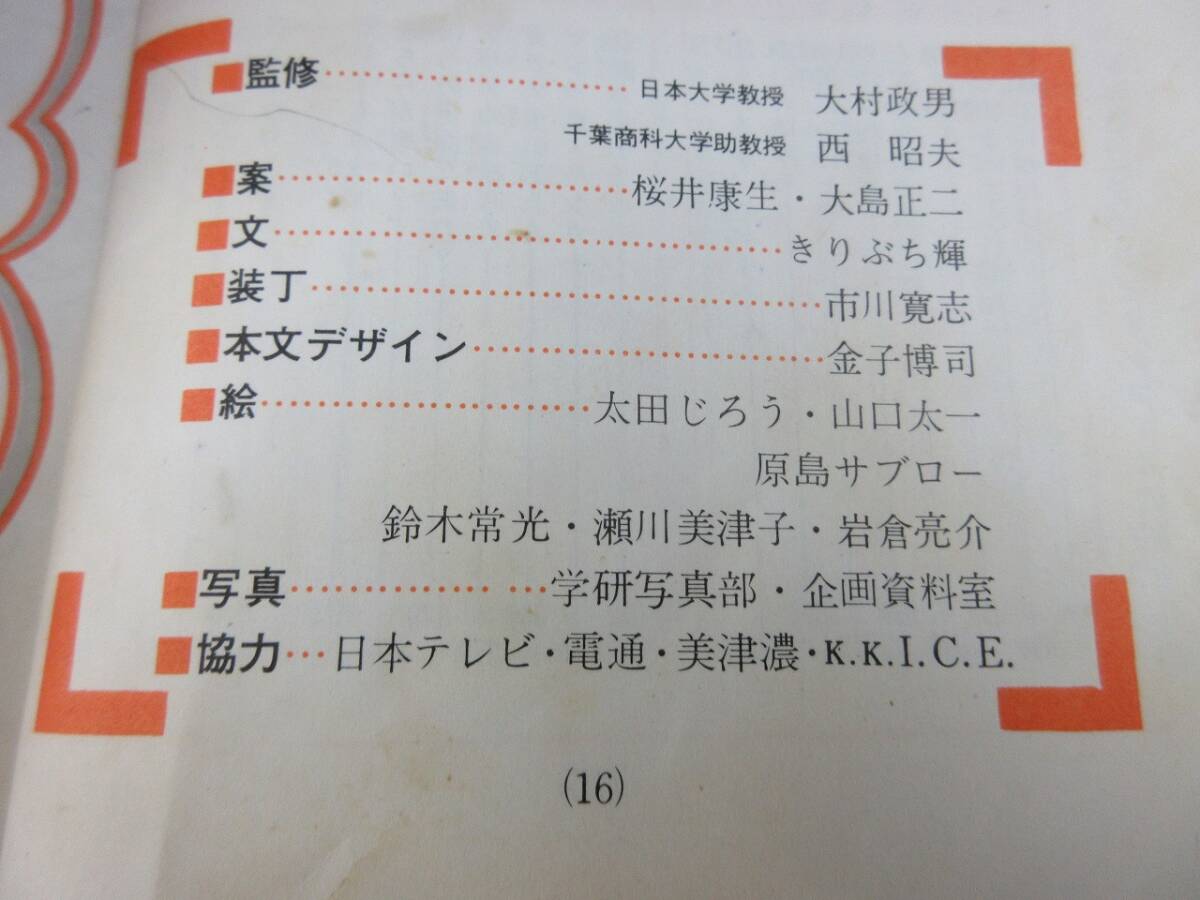 ■監修……………………日本大学教授 大村政男
千葉商科大学助教授 西 昭夫
■案……………………桜井康生・大島正二
■文……………………………………きりぶち輝
■装丁……………………………………市川寛志
■本文デザイン…………………………金子博司
■絵……………………太田じろう・山口太一
原島サブロー
鈴木常光・瀬川美津子・岩倉亮介
■写真…………… …学研写真部・企画資料室
■協力…日本テレビ・電通・美津濃・K.K.I.C.E.
(16)